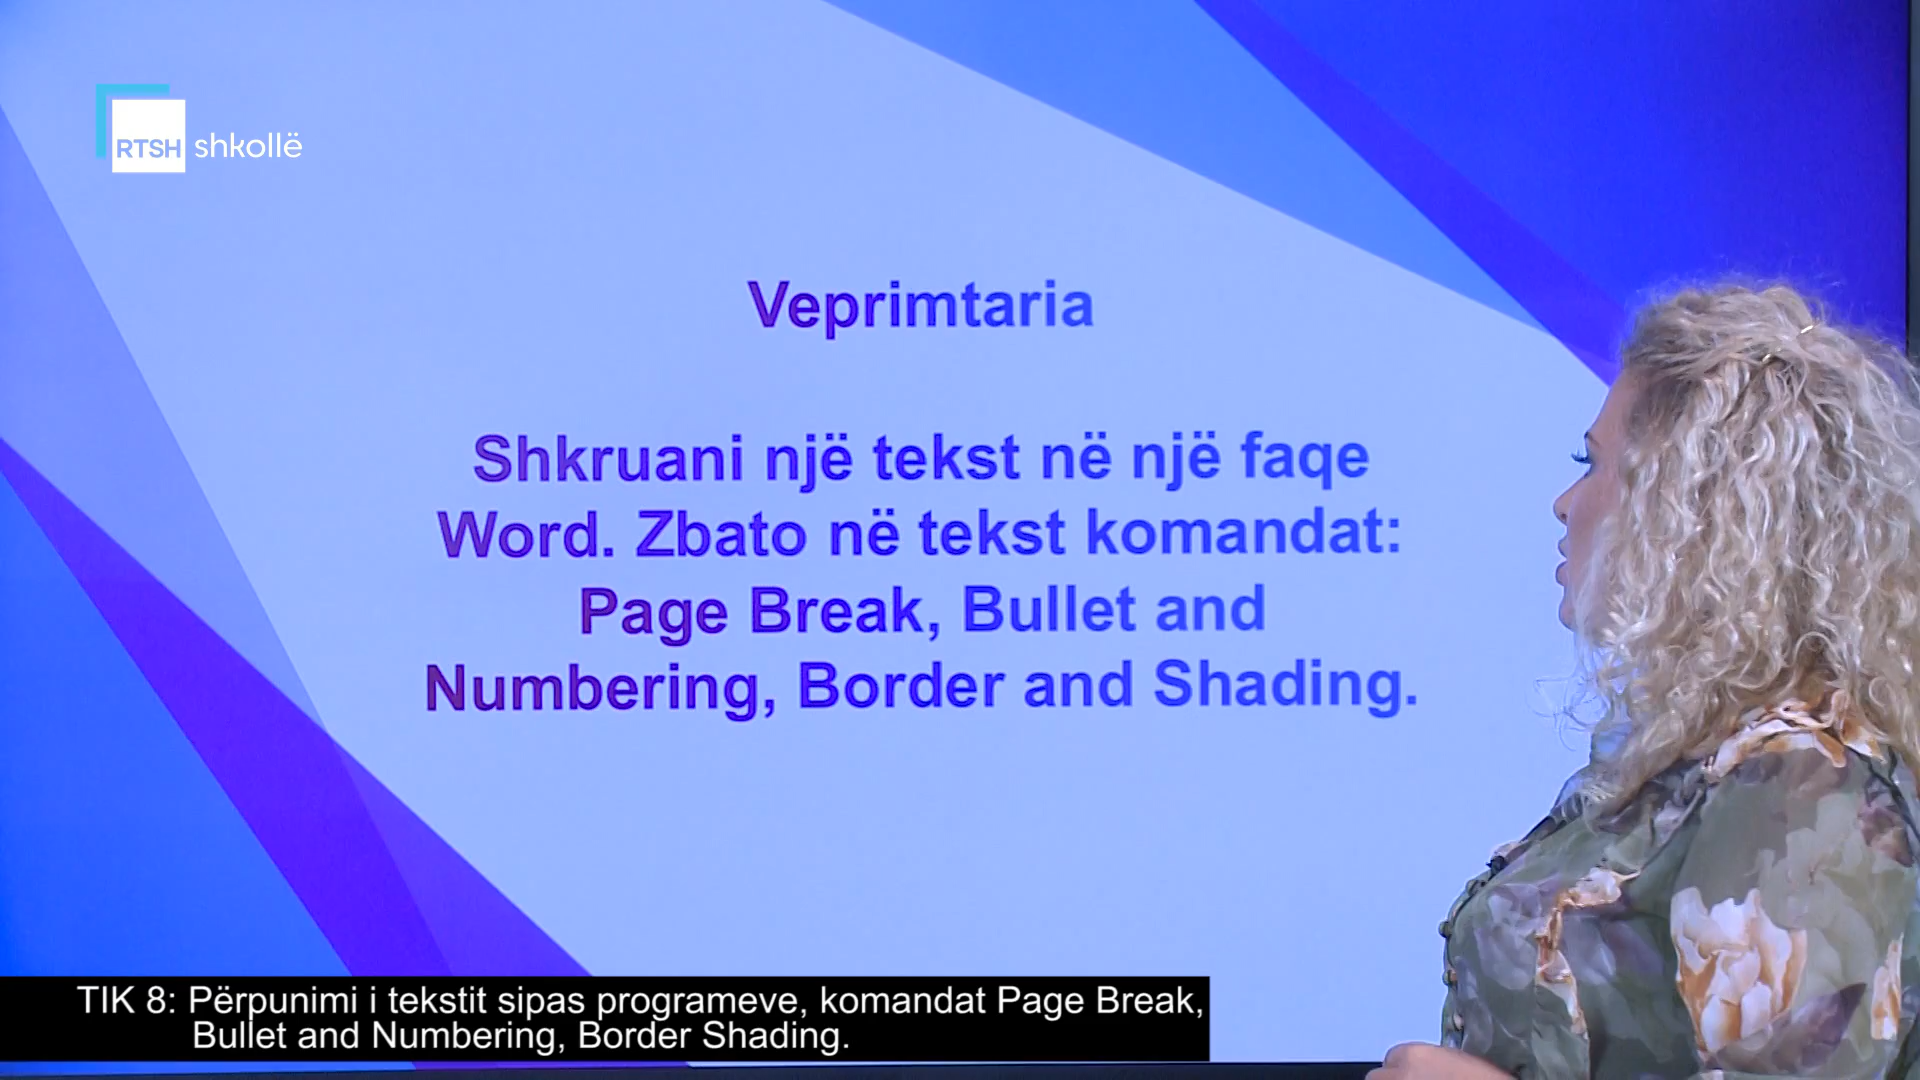 RTSH shkollë
Veprimtaria
Shkruani një tekst në një faqe
Word. Zbato në tekst komandat:
Page Break, Bullet and
Numbering, Border and Shading.
TIK 8: Përpunimi i tekstit sipas programeve, komandat Page Break,
Bullet and Numbering, Border Shading.